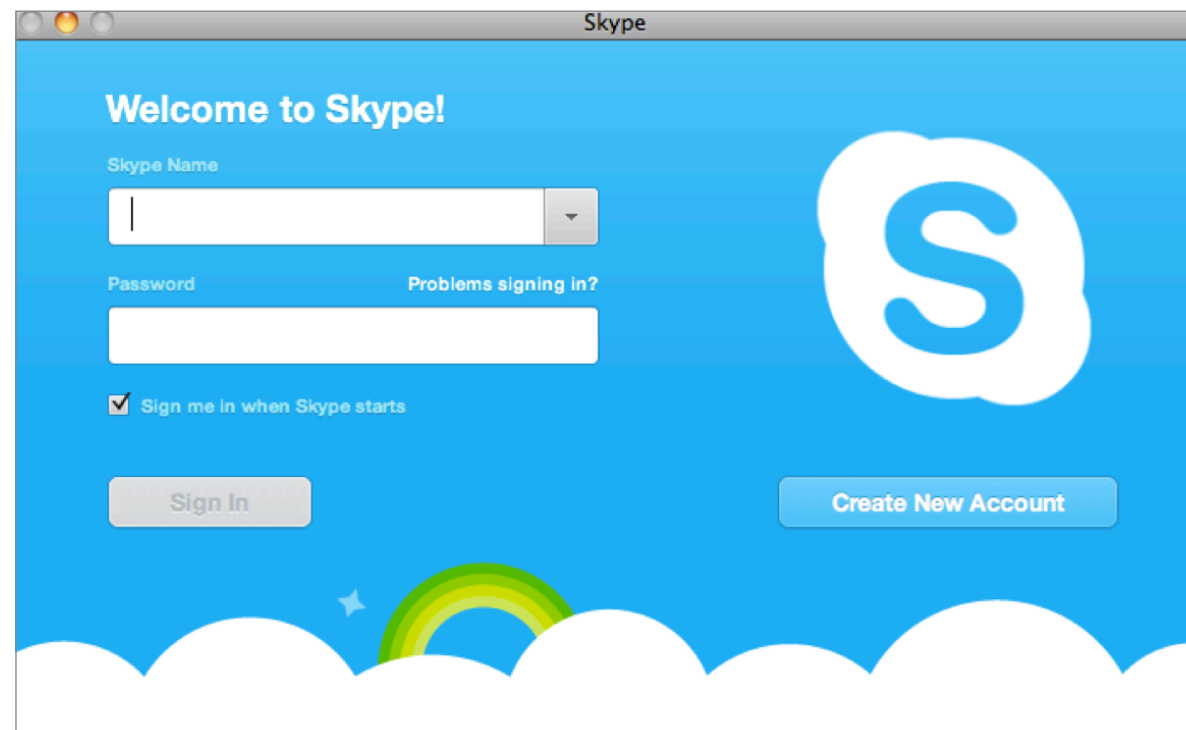 Skype
Welcome to Skype!
Skype Name
Password
Problems signing in?
Sign me in when Skype starts
Sign In
Create New Account
S